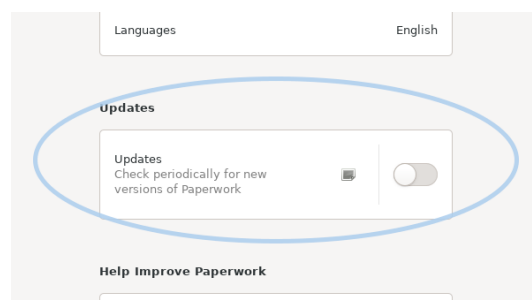 Languages English
Updates
Updates
Check periodically for new
versions of Paperwork
Help Improve Paperwork